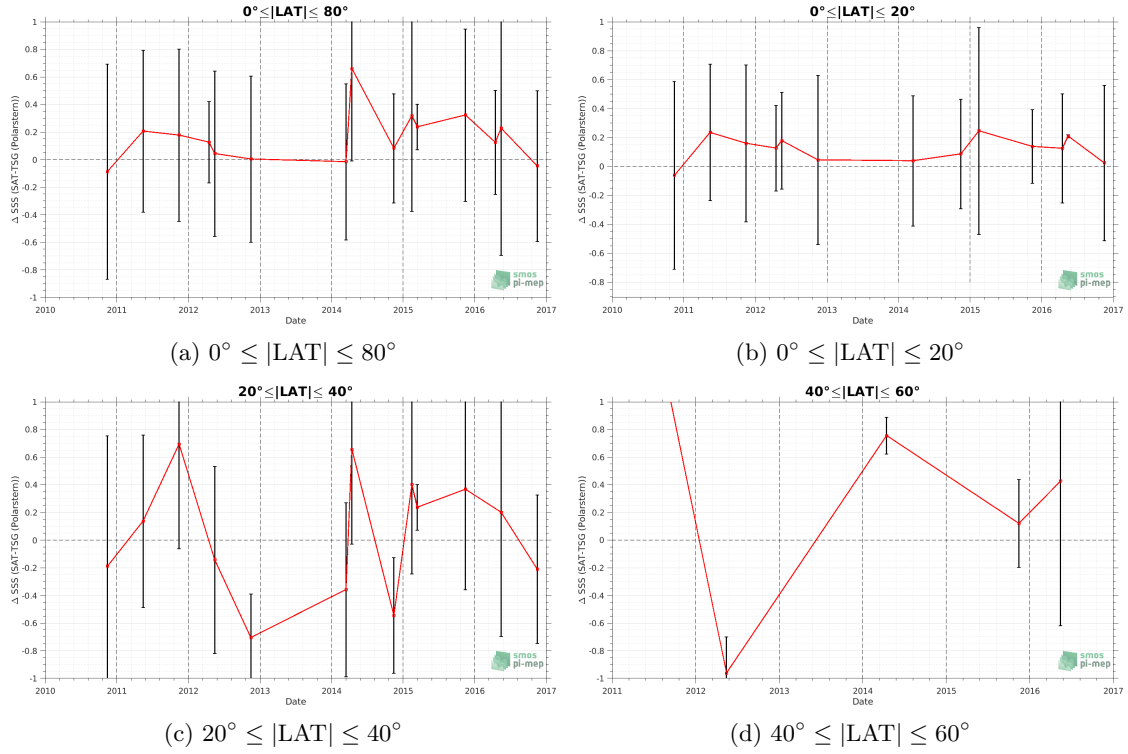 0°≤|LAT|≤ 80°
Δ SSS (SAT-TSG (Polarstern))
1
0.8
0.6
0.4
0.2
0
-0.2
-0.4
-0.6
-0.8
-1
2010 2011 2012 2013 2014 2015 2016 2017
Date
smos
pi-mep
(a) 0° ≤ |LAT| ≤ 80°
0°≤|LAT|≤ 20°
Δ SSS (SAT-TSG (Polarstern))
1
0.8
0.6
0.4
0.2
0
-0.2
-0.4
-0.6
-0.8
2010 2011 2012 2013 2014 2015 2016 2017
Date
smos
pi-mep
(b) 0° ≤ |LAT| ≤ 20°
20°≤|LAT|≤ 40°
Δ SSS (SAT-TSG (Polarstern))
1
0.8
0.6
0.4
0.2
0
-0.2
-0.4
-0.6
-0.8
-1
2010 2011 2012 2013 2014 2015 2016 2017
Date
smos
pi-mep
(c) 20° ≤ |LAT| ≤ 40°
40°≤|LAT|≤ 60°
Δ SSS (SAT-TSG (Polarstern))
1
0.8
0.6
0.4
0.2
0
-0.2
-0.4
-0.6
-0.8
-1
2011 2012 2013 2014 2015 2016 2017
Date
smos
pi-mep
(d) 40° ≤ |LAT| ≤ 60°